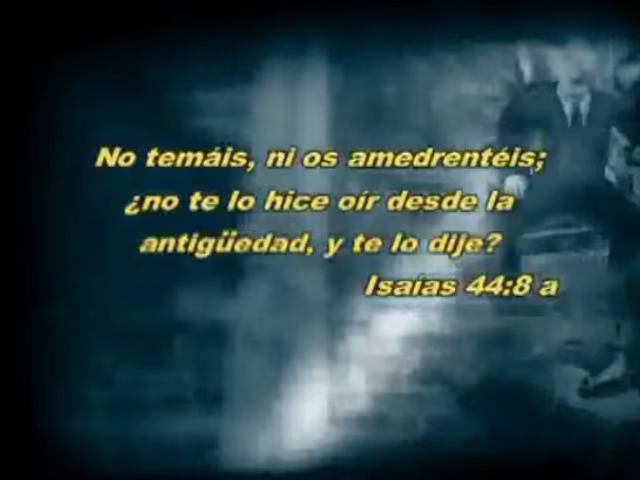 No temáis, ni os amedrentéis;
¿no te lo hice oír desde la
antigüedad, y te lo dije?
Isaías 44:8 a